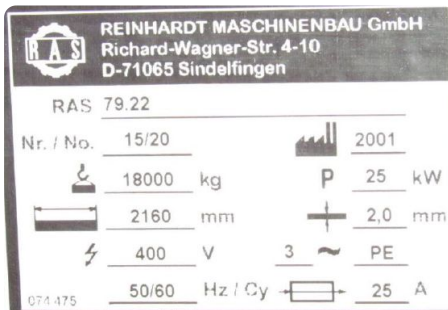 RAS
REINHARDT MASCHINENBAU GmbH
Richard-Wagner-Str. 4-10
D-71065 Sindelfingen
RAS 79.22
Nr. / No. 15/20 2001
18000 kg P 25 kW
2160 mm 2,0 mm
400 V 3 ~ PE
50/60 Hz / Cy 25 A
074 475